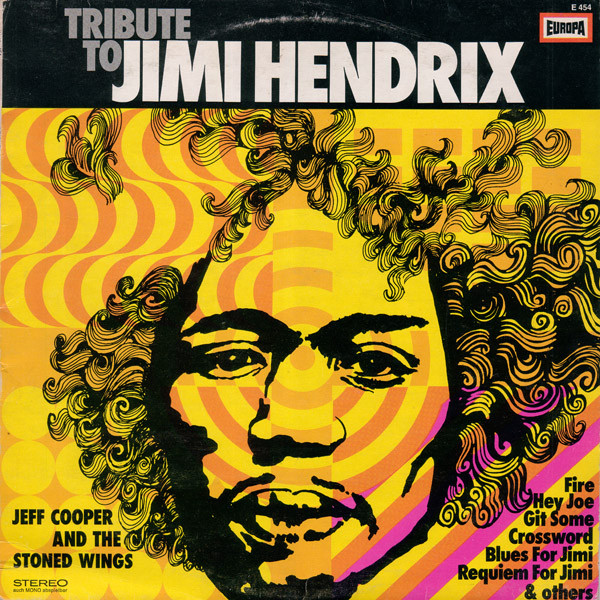 E 454
EUROPA
TRIBUTE
TO JIMI HENDRIX
JEFF COOPER
AND THE
STONED WINGS
Fire
Hey Joe
Git Some
Crossword
Blues For Jimi
Requiem For Jimi
& others
STEREO
auch MONO abspielbar